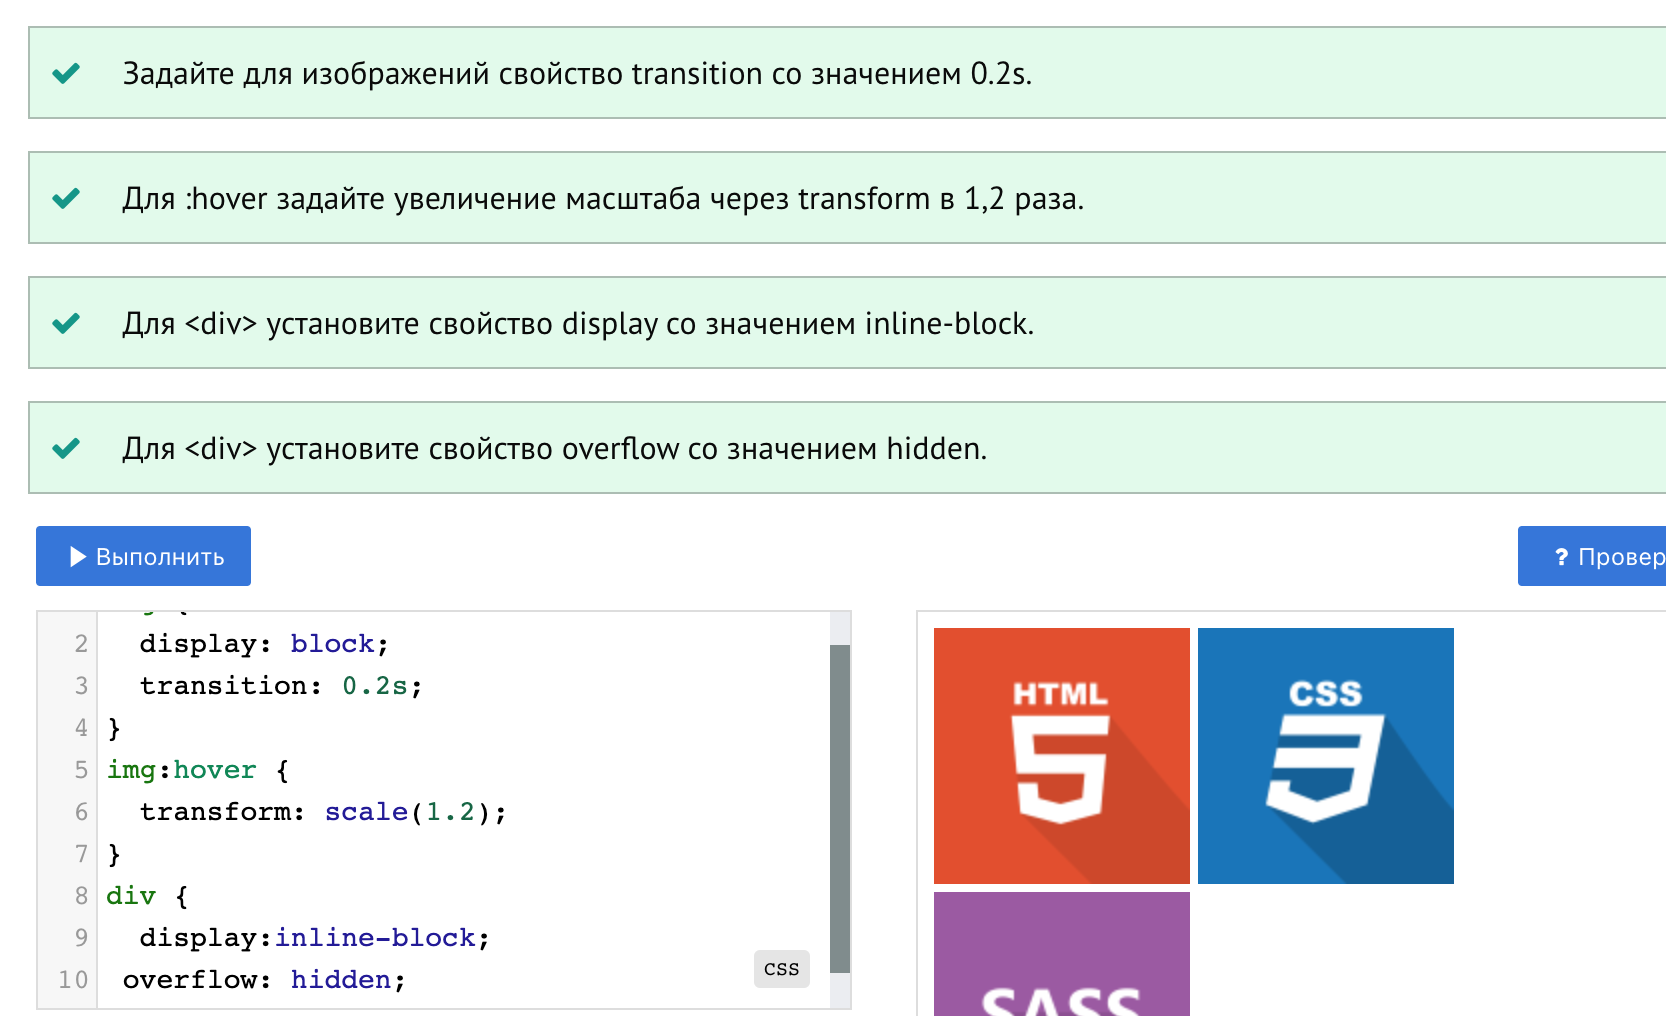 Задайте для изображений свойство transition со значением 0.2s.
Для :hover задайте увеличение масштаба через transform в 1,2 раза.
Для <div> установите свойство display со значением inline-block.
Для <div> установите свойство overflow со значением hidden.
Выполнить
? Провер
2 display: block;
3 transition: 0.2s;
4 }
5 img:hover {
6 transform: scale(1.2);
7 }
8 div {
9 display:inline-block;
10 overflow: hidden;
css
HTML
5
CSS
3
SASS